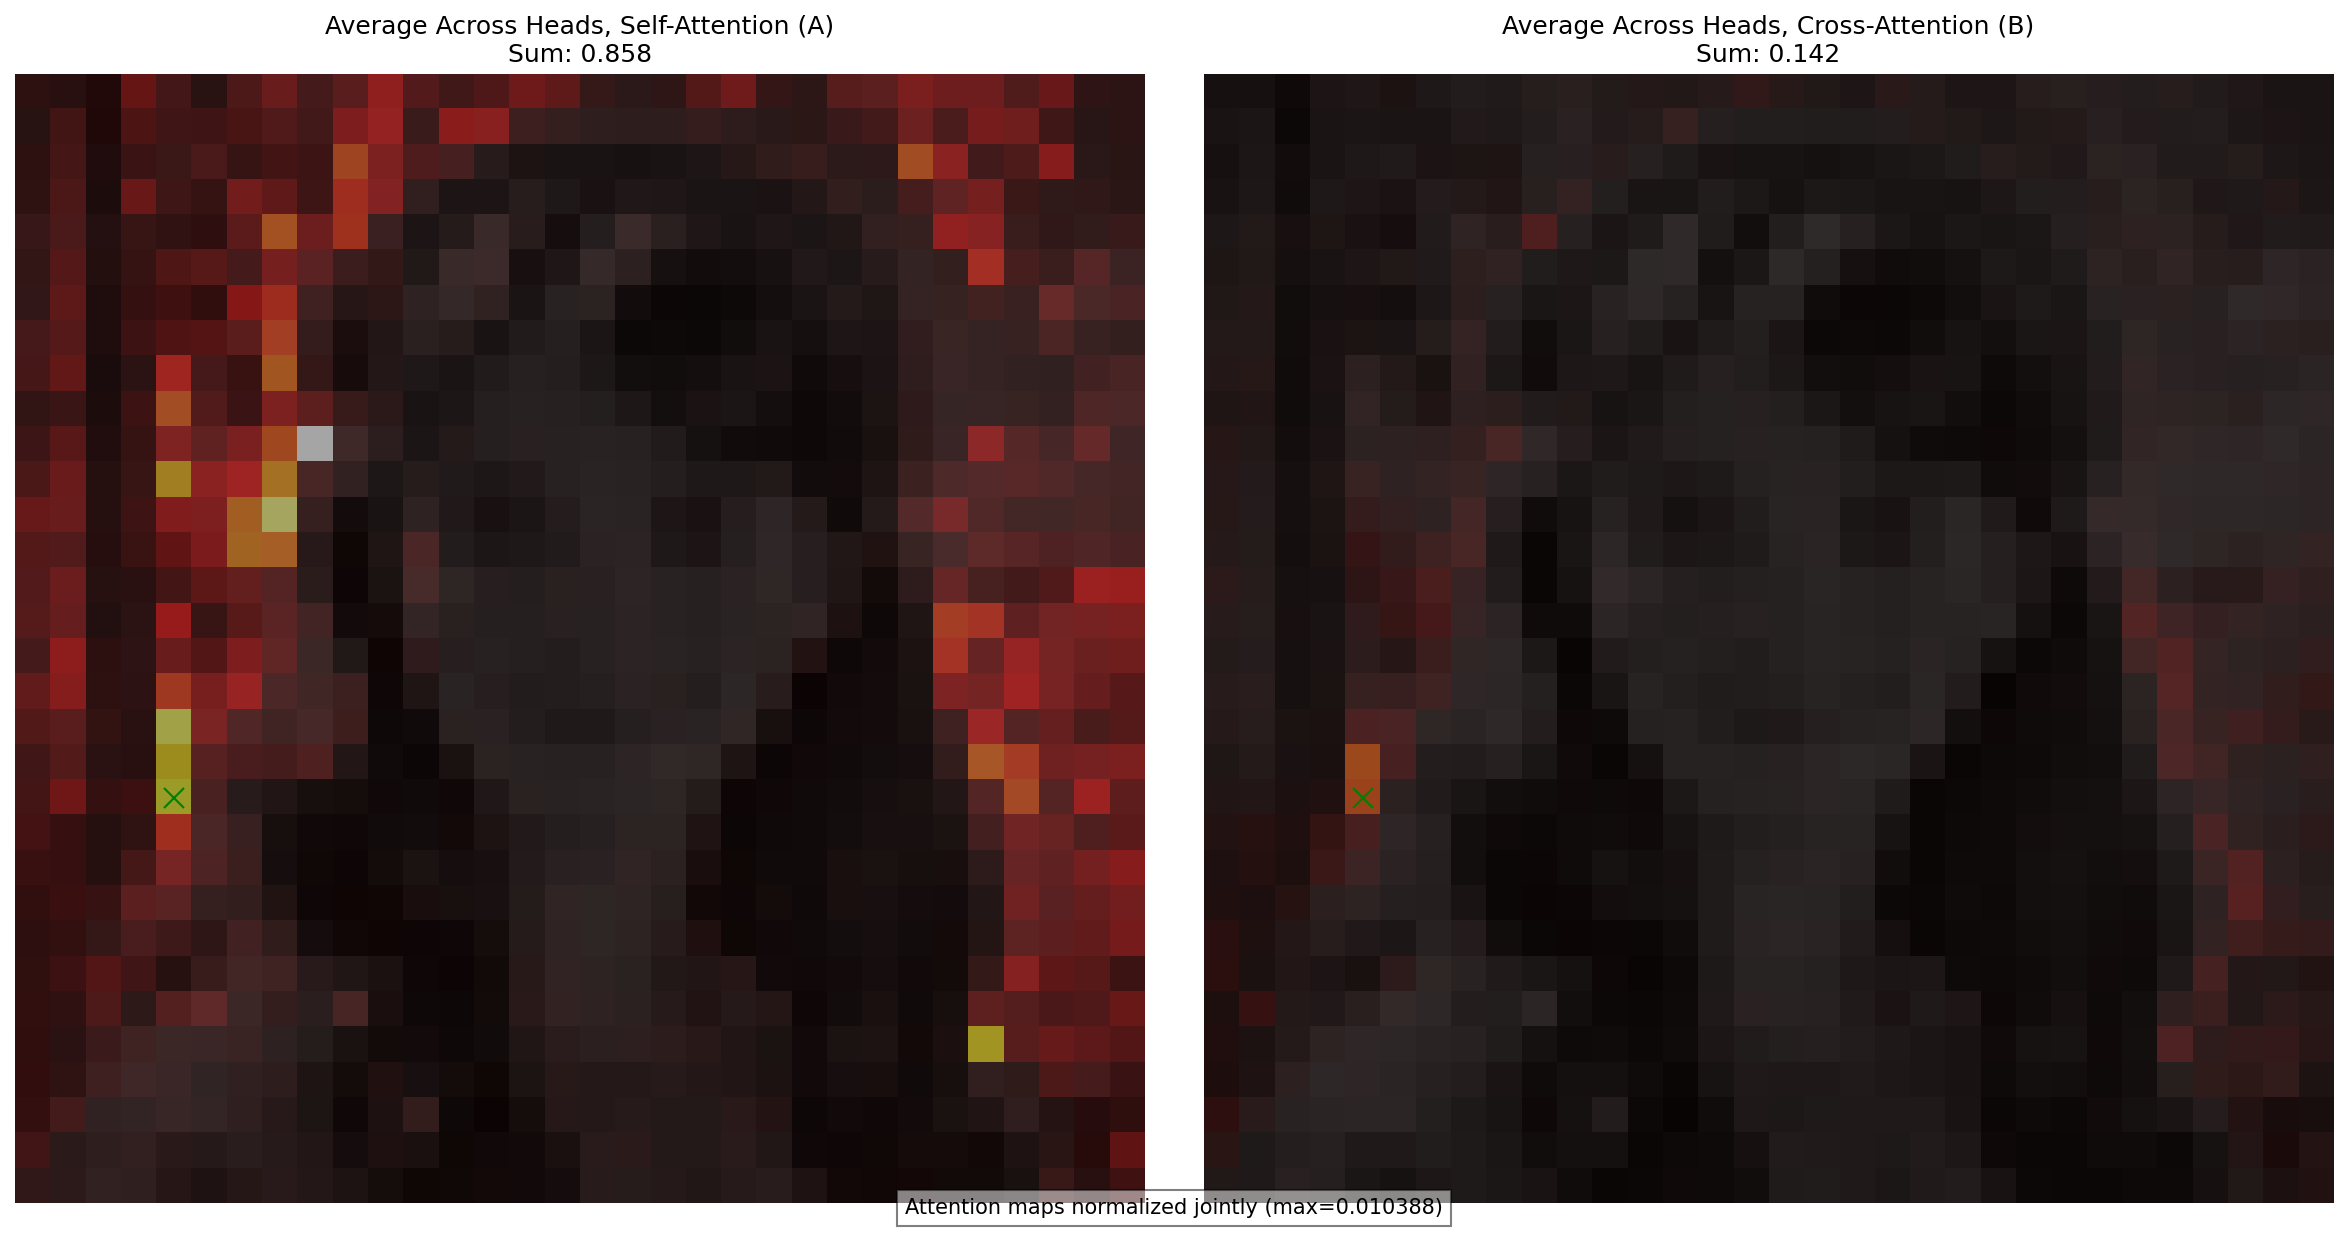 Average Across Heads, Self-Attention (A)
Sum: 0.858
Average Across Heads, Cross-Attention (B)
Sum: 0.142
Attention maps normalized jointly (max=0.010388)